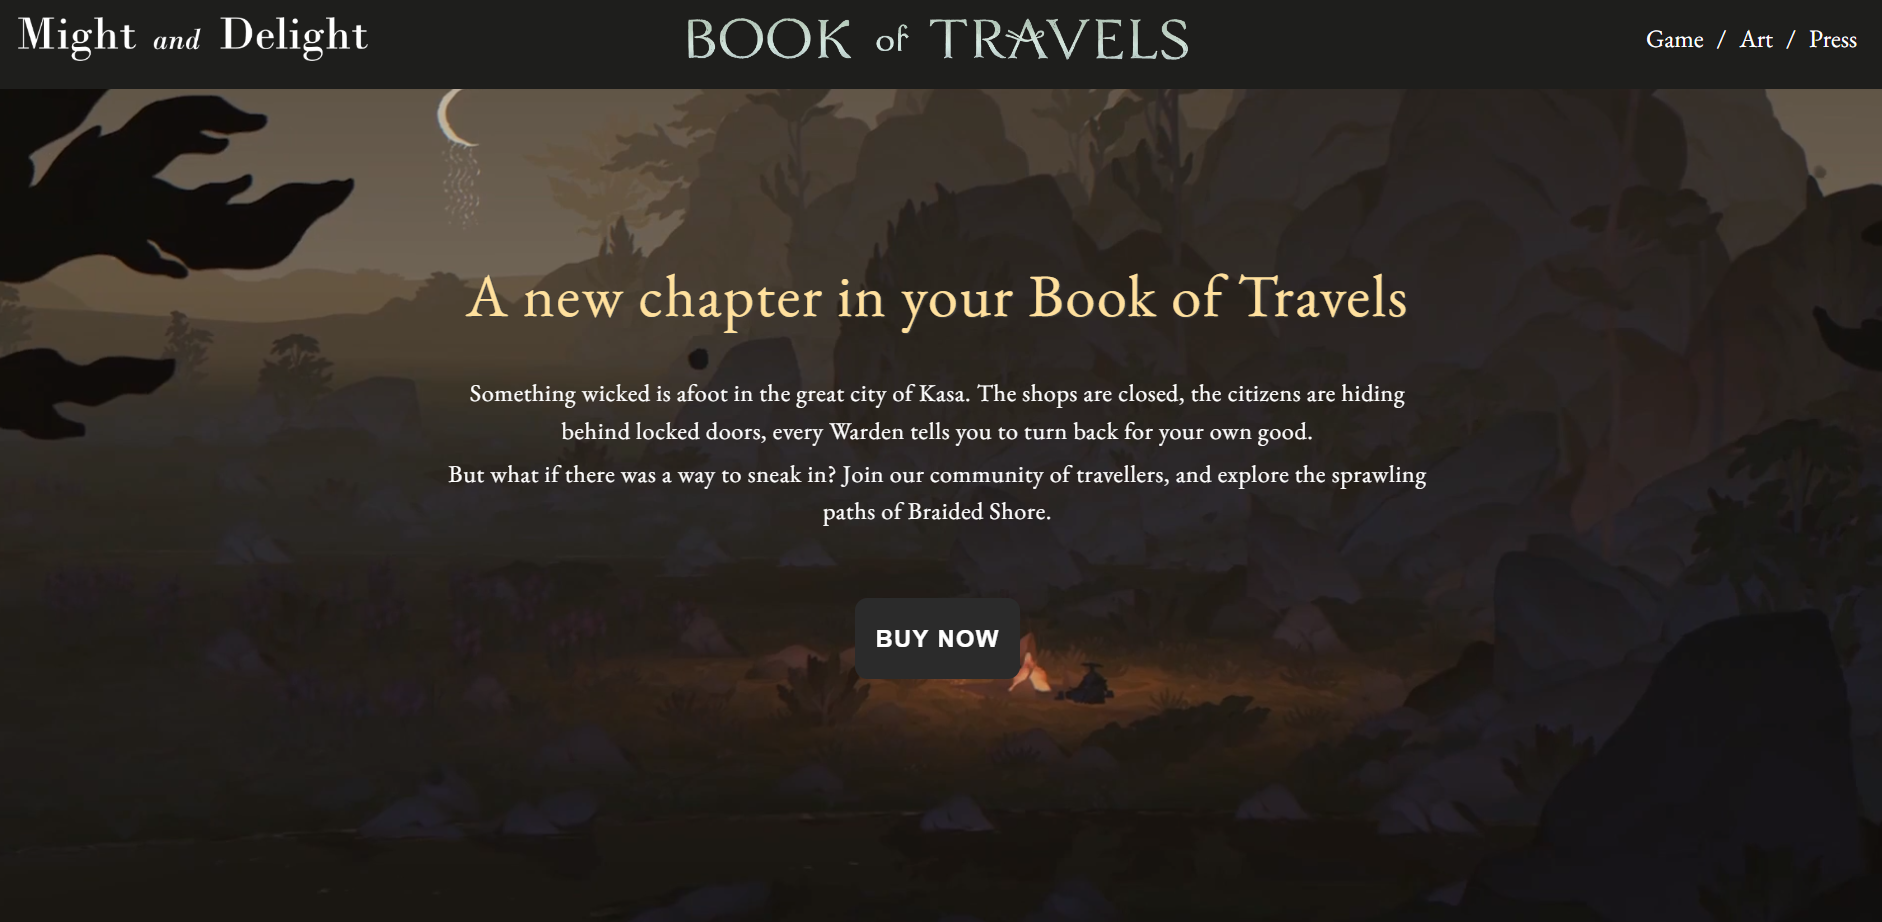 Might and Delight
BOOK of TRAVELS
Game / Art / Press
A new chapter in your Book of Travels
Something wicked is afoot in the great city of Kasa. The shops are closed, the citizens are hiding
behind locked doors, every Warden tells you to turn back for your own good.
But what if there was a way to sneak in? Join our community of travellers, and explore the sprawling
paths of Braided Shore.
BUY NOW